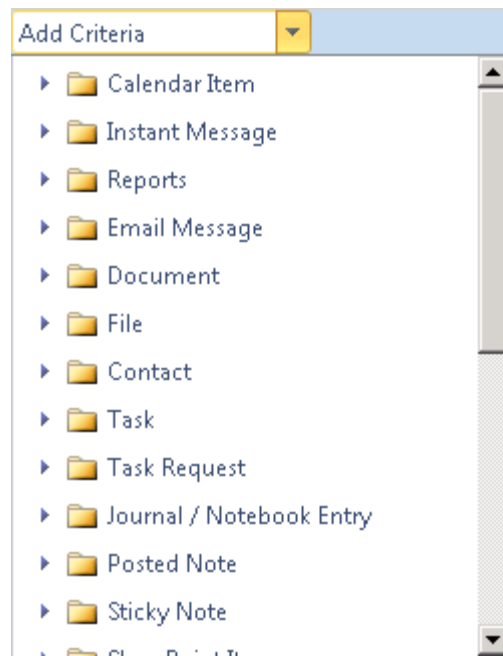 Add Criteria
Calendar Item
Instant Message
Reports
Email Message
Document
File
Contact
Task
Task Request
Journal / Notebook Entry
Posted Note
Sticky Note